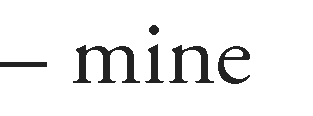 — mine